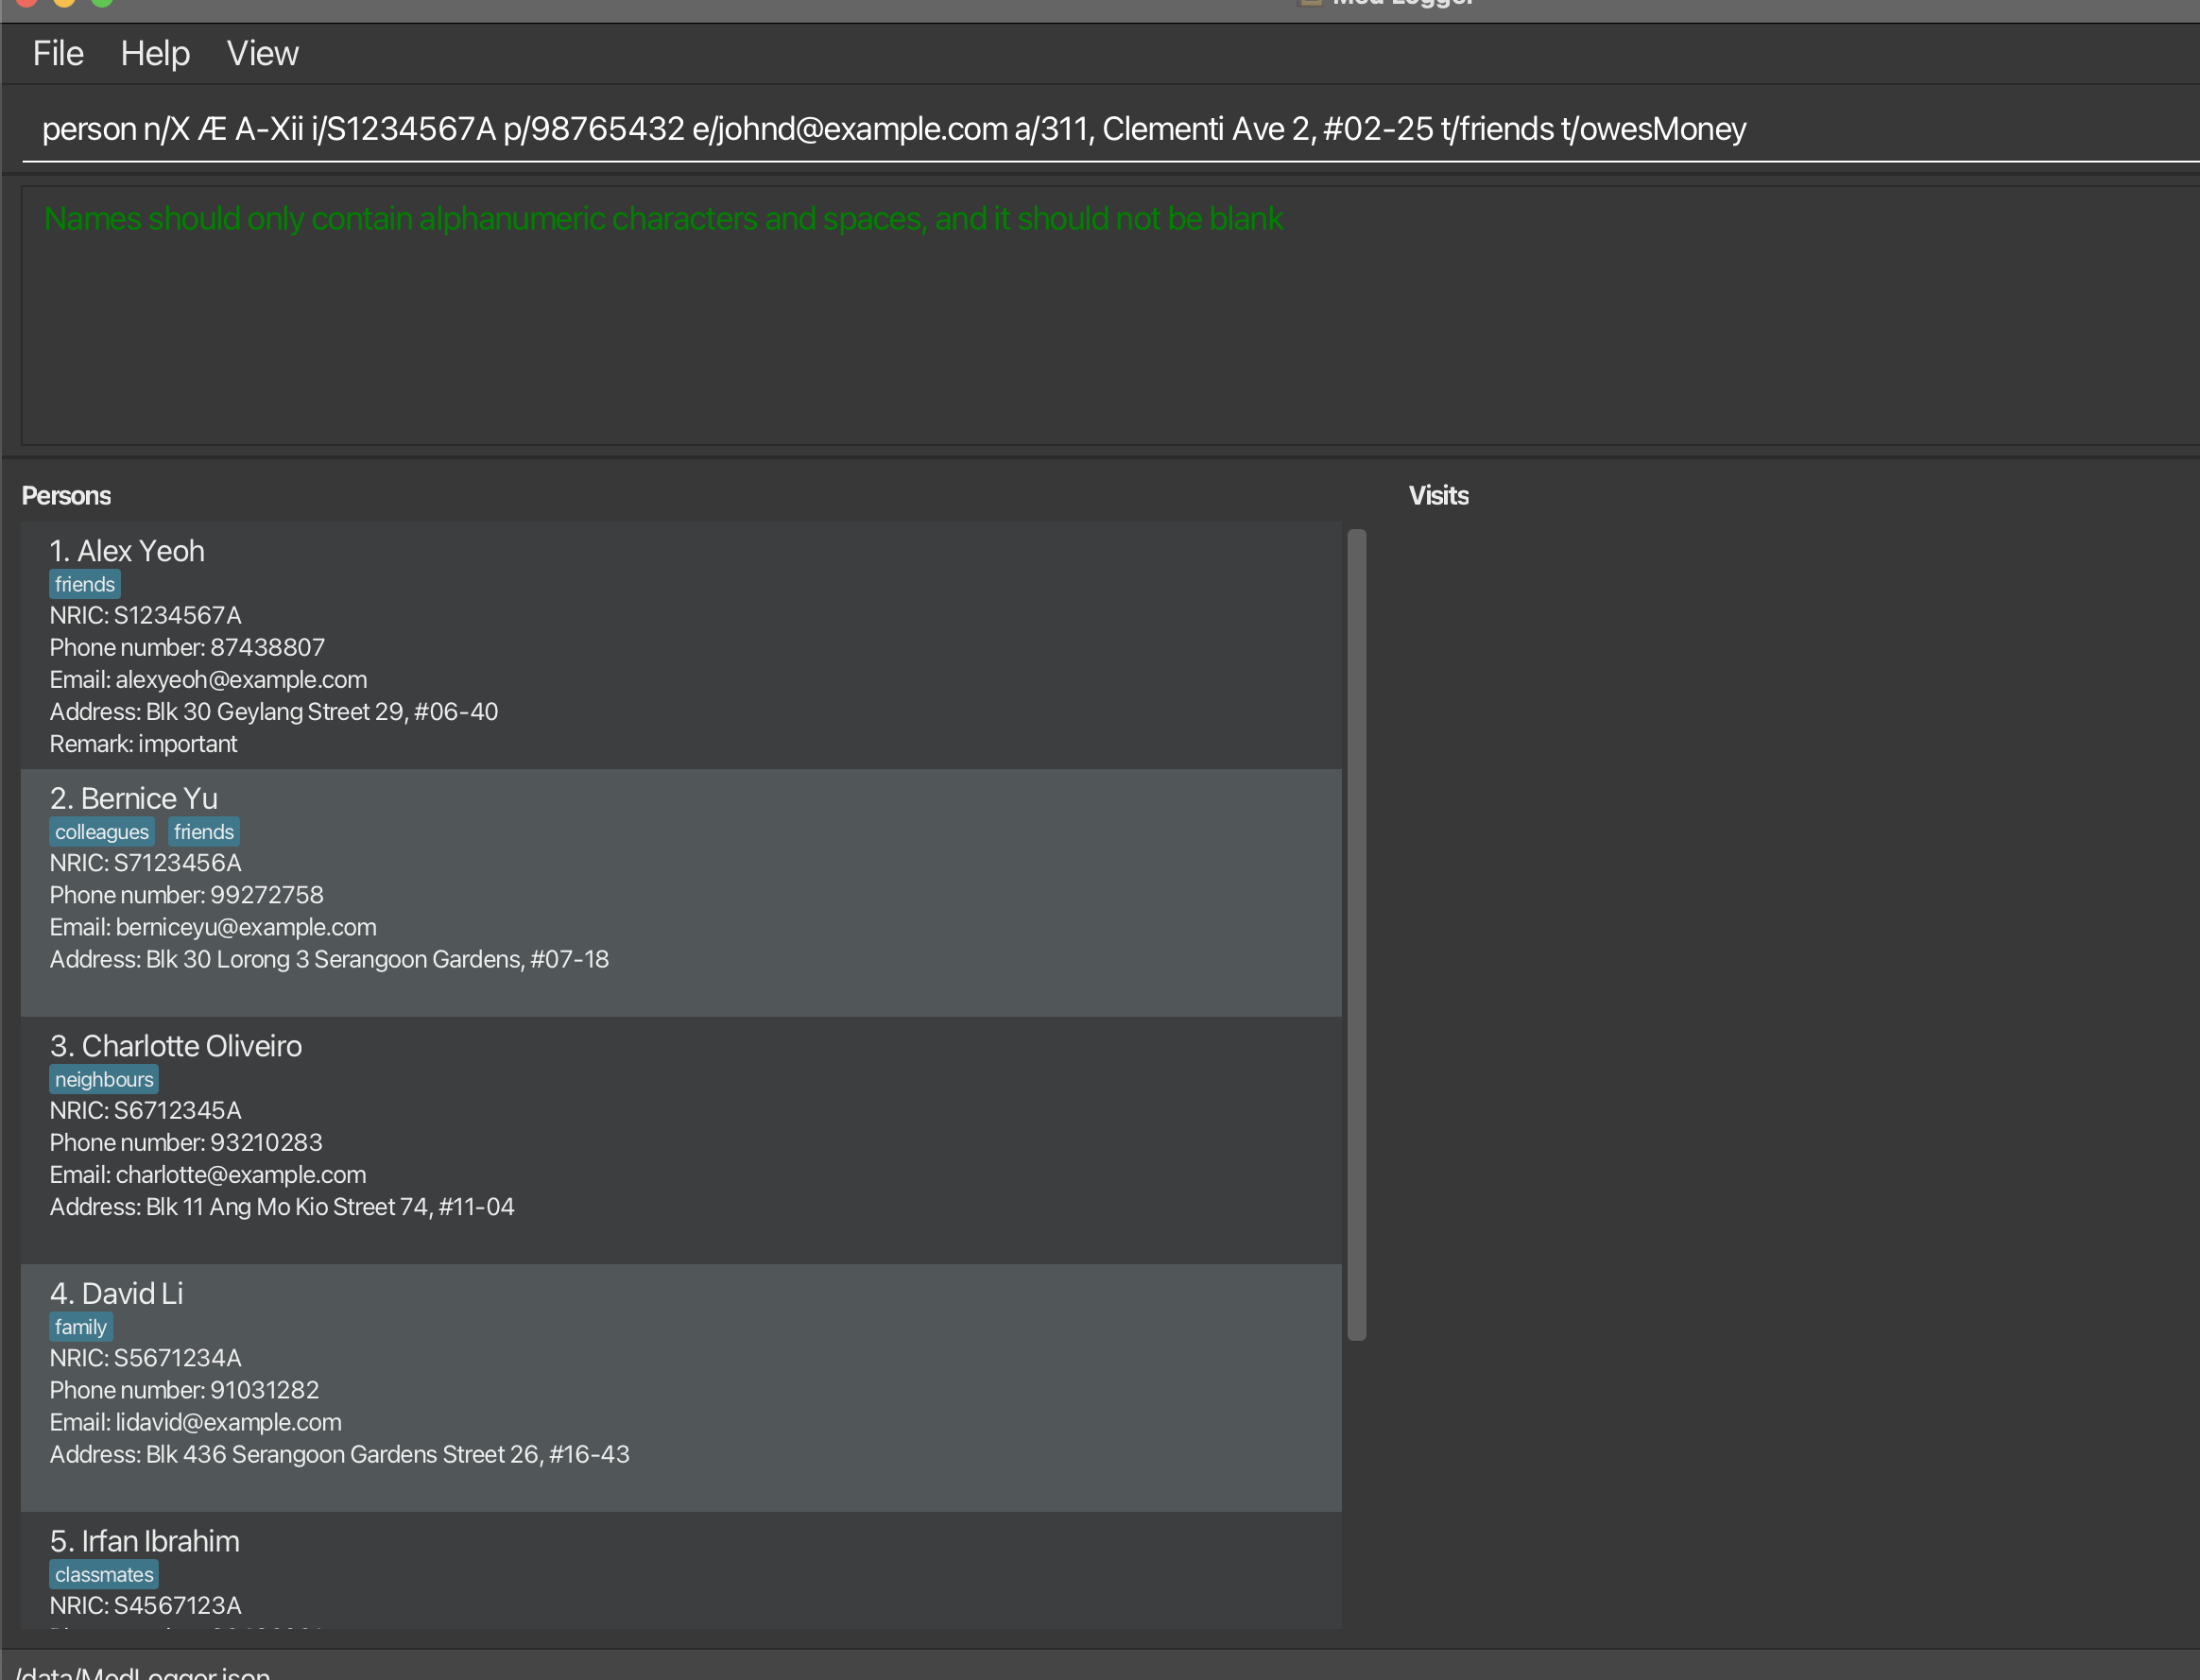 Med Logger
File Help View
person n/X Æ A-Xii i/S1234567A p/98765432 e/johnd@example.com a/311, Clementi Ave 2, #02-25 t/friends t/owesMoney
Names should only contain alphanumeric characters and spaces, and it should not be blank
Persons
Visits
1. Alex Yeoh
friends
NRIC: S1234567A
Phone number: 87438807
Email: alexyeoh@example.com
Address: Blk 30 Geylang Street 29, #06-40
Remark: important
2. Bernice Yu
colleagues friends
NRIC: S7123456A
Phone number: 99272758
Email: berniceyu@example.com
Address: Blk 30 Lorong 3 Serangoon Gardens, #07-18
3. Charlotte Oliveiro
neighbours
NRIC: S6712345A
Phone number: 93210283
Email: charlotte@example.com
Address: Blk 11 Ang Mo Kio Street 74, #11-04
4. David Li
family
NRIC: S5671234A
Phone number: 91031282
Email: lidavid@example.com
Address: Blk 436 Serangoon Gardens Street 26, #16-43
5. Irfan Ibrahim
classmates
NRIC: S4567123A
/data/MedLogger.json